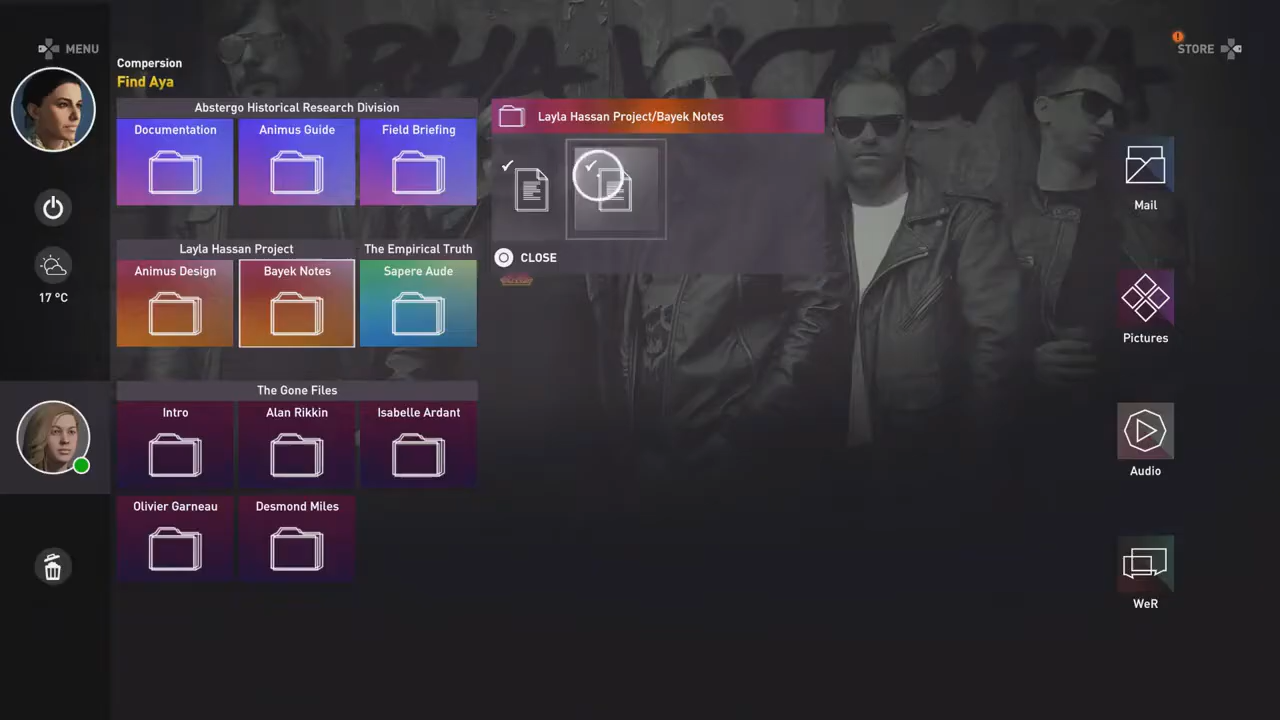 MENU
STORE
Compersion
Find Aya
Abstergo Historical Research Division
Documentation
Animus Guide
Field Briefing
Layla Hassan Project/Bayek Notes
CLOSE
Layla Hassan Project
The Empirical Truth
Animus Design
Bayek Notes
Sapere Aude
17 °C
The Gone Files
Intro
Alan Rikkin
Isabelle Ardant
Olivier Garneau
Desmond Miles
Mail
Pictures
Audio
WeR